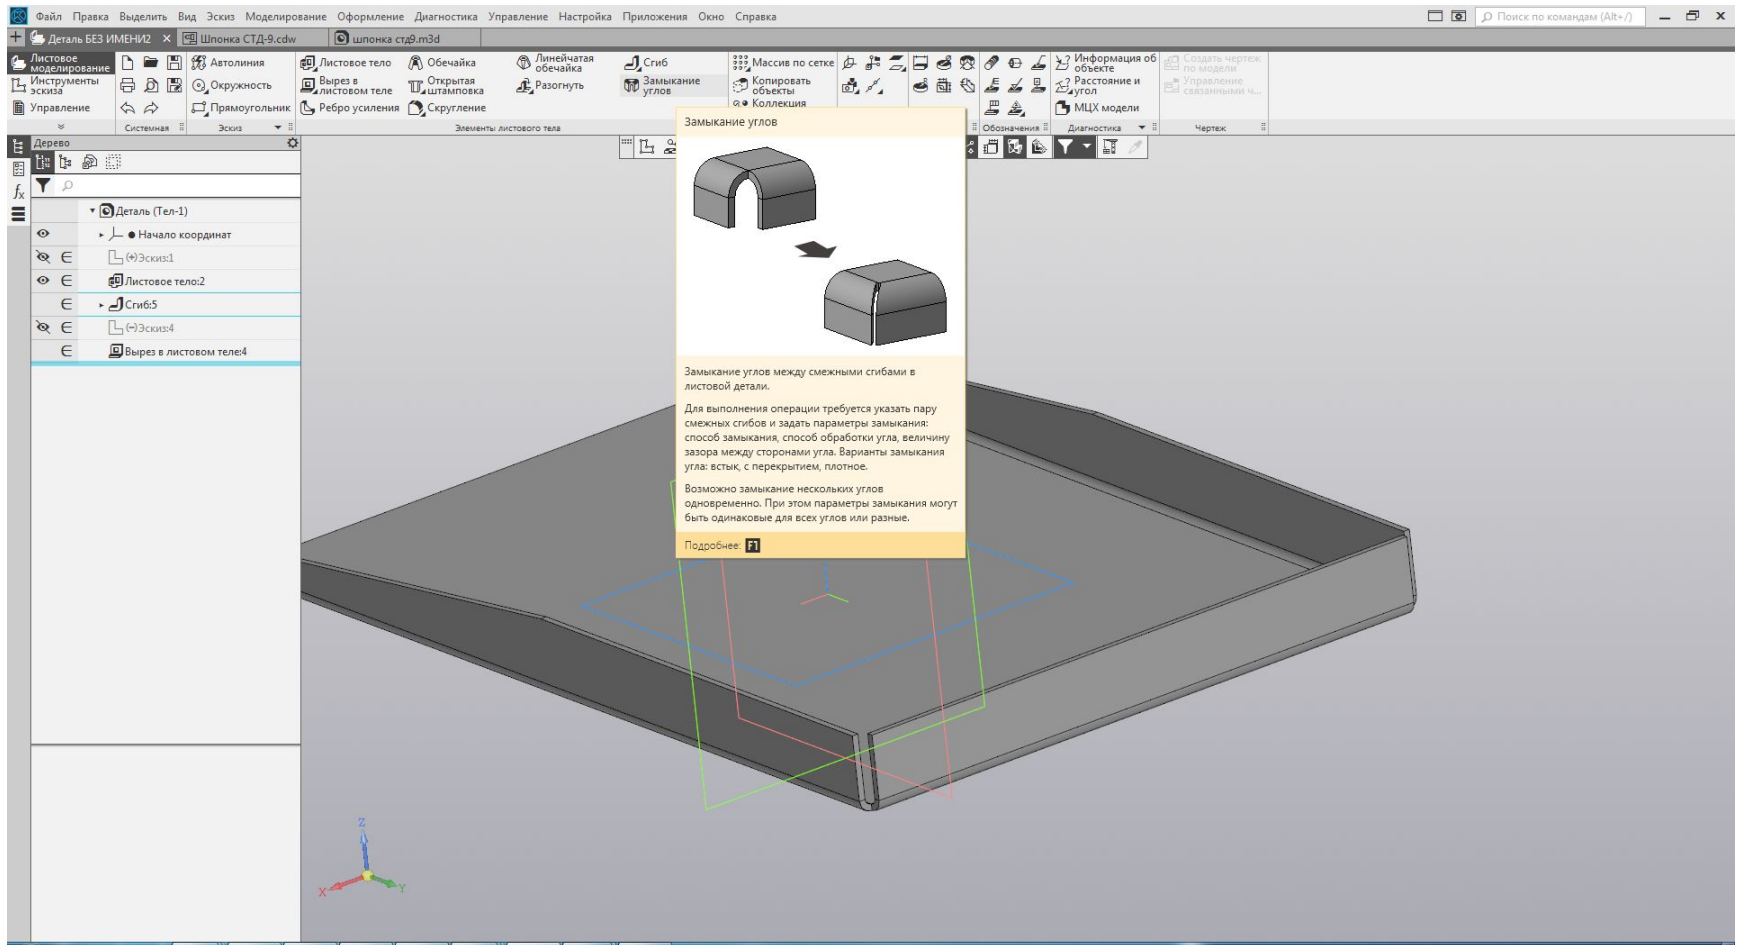 Файл Правка Выделить Вид Эскиз Моделирование Оформление Диагностика Управление Настройка Приложения Окно Справка
Поиск по командам (Alt+/)
Деталь БЕЗ ИМЕНИ2 Шпонка СТД-9.cdw шпонка стд9.m3d
Листовое моделирование
Инструменты эскиза
Управление
Системная
Автолиния
Окружность
Прямоугольник
Эскиз
Листовое тело
Вырез в листовом теле
Ребро усиления
Обечайка
Открытая штамповка
Скругление
Линейчатая обечайка
Разогнуть
Сгиб
Замыкание углов
Элементы листового тела
Массив по сетке
Копировать объекты
Коллекция
Обозначения
Информация об объекте
Расстояние и угол
МЦХ модели
Диагностика
Создать чертеж по модели
Управление связанными ч...
Чертеж
Дерево
Деталь (Тел-1)
Начало координат
(+)Эскиз:1
Листовое тело:2
Сгиб:5
(-)Эскиз:4
Вырез в листовом теле:4
Замыкание углов
Замыкание углов между смежными сгибами в
листовой детали.
Для выполнения операции требуется указать пару
смежных сгибов и задать параметры замыкания:
способ замыкания, способ обработки угла, величину
зазора между сторонами угла. Варианты замыкания
угла: встык, с перекрытием, плотное.
Возможно замыкание нескольких углов
одновременно. При этом параметры замыкания могут
быть одинаковые для всех углов или разные.
Подробнее: F1
Z
X
Y